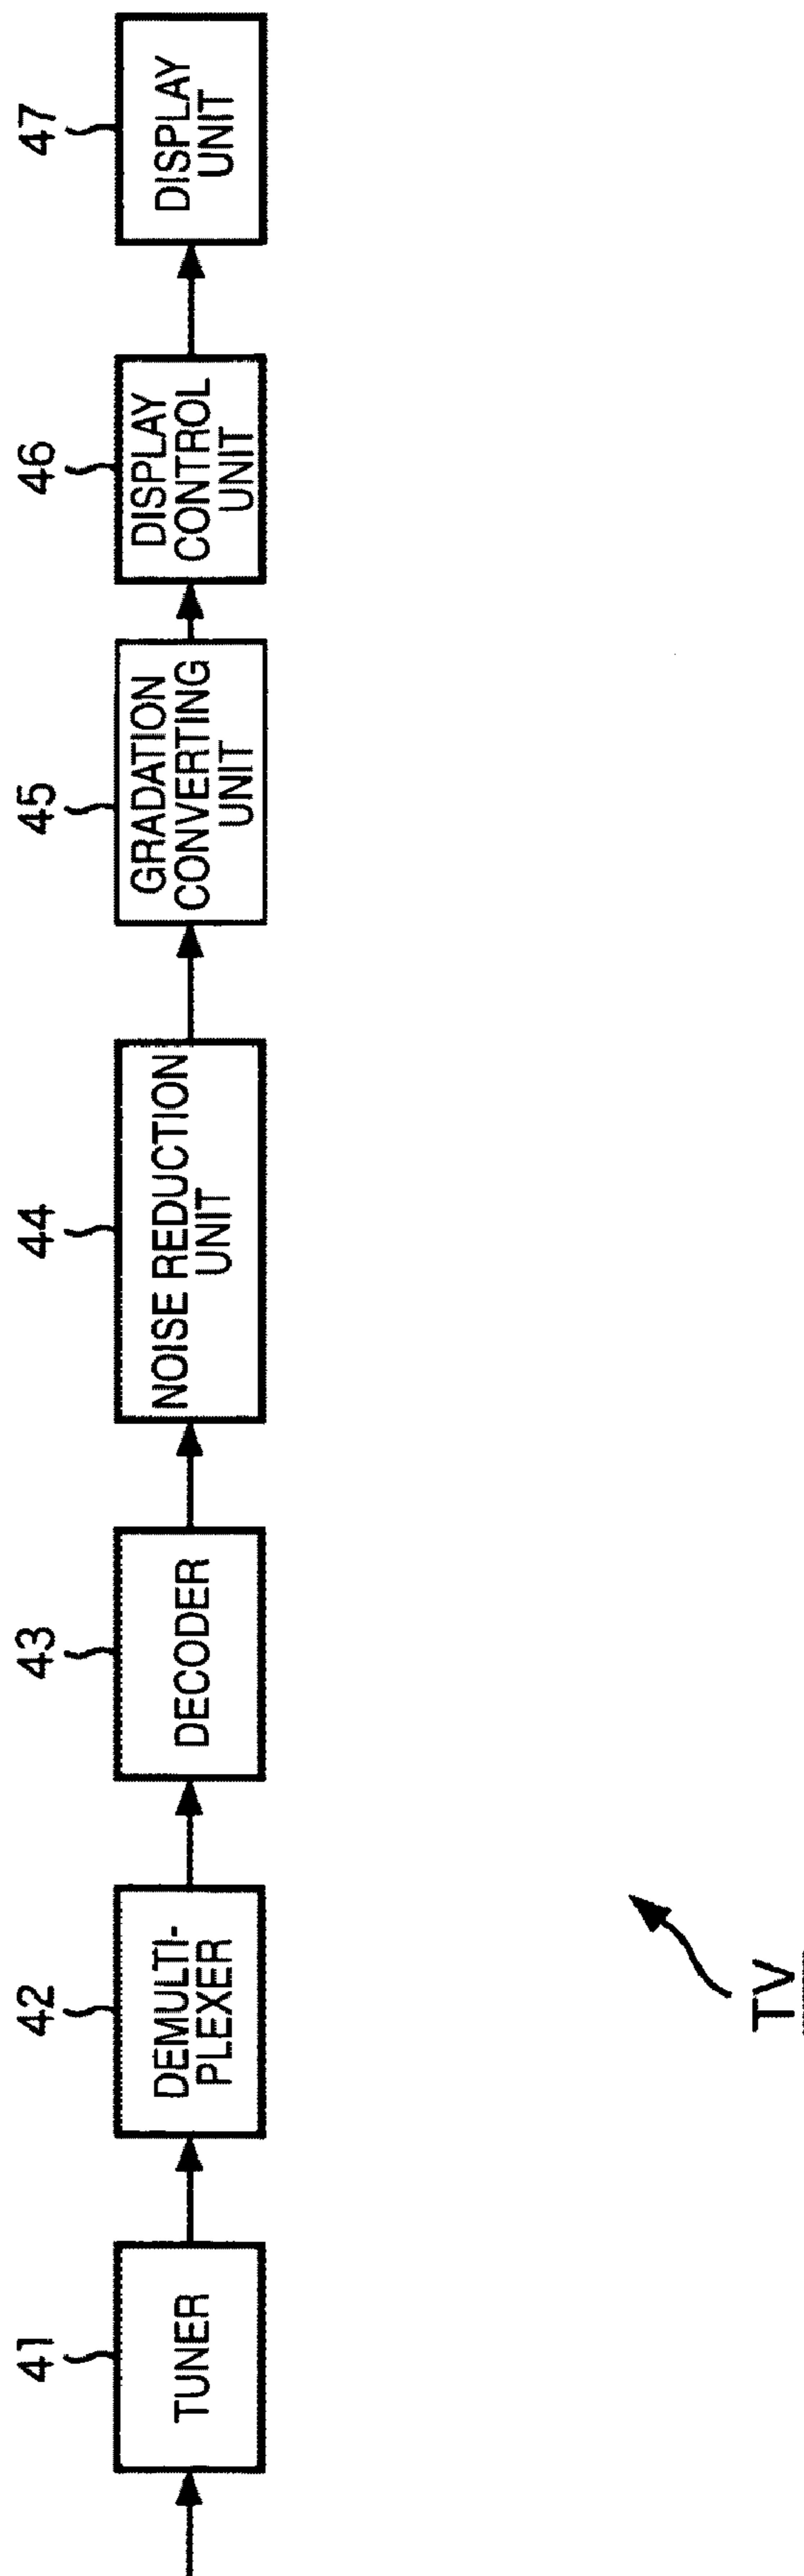 41
TUNER
42
DEMULTI-
PLEXER
43
DECODER
44
NOISE REDUCTION
UNIT
45
GRADATION
CONVERTING
UNIT
46
DISPLAY
CONTROL
UNIT
47
DISPLAY
UNIT
TV